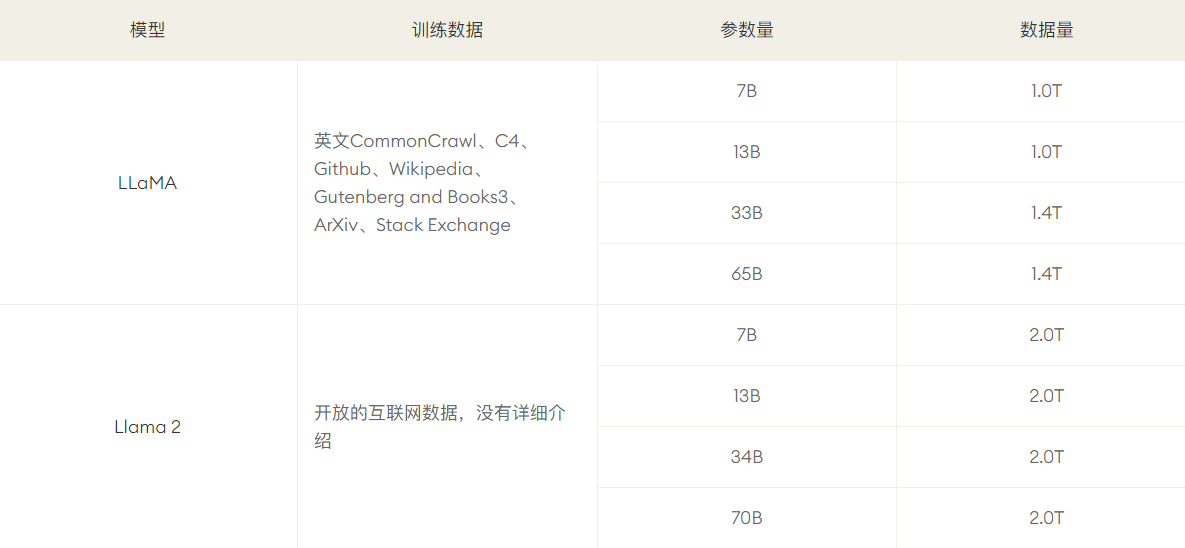 模型 训练数据 参数量 数据量
LLaMA
英文CommonCrawl、C4、
Github、Wikipedia、
Gutenberg and Books3、
ArXiv、Stack Exchange
7B 1.0T
13B 1.0T
33B 1.4T
65B 1.4T
Llama 2
开放的互联网数据，没有详细介
绍
7B 2.0T
13B 2.0T
34B 2.0T
70B 2.0T